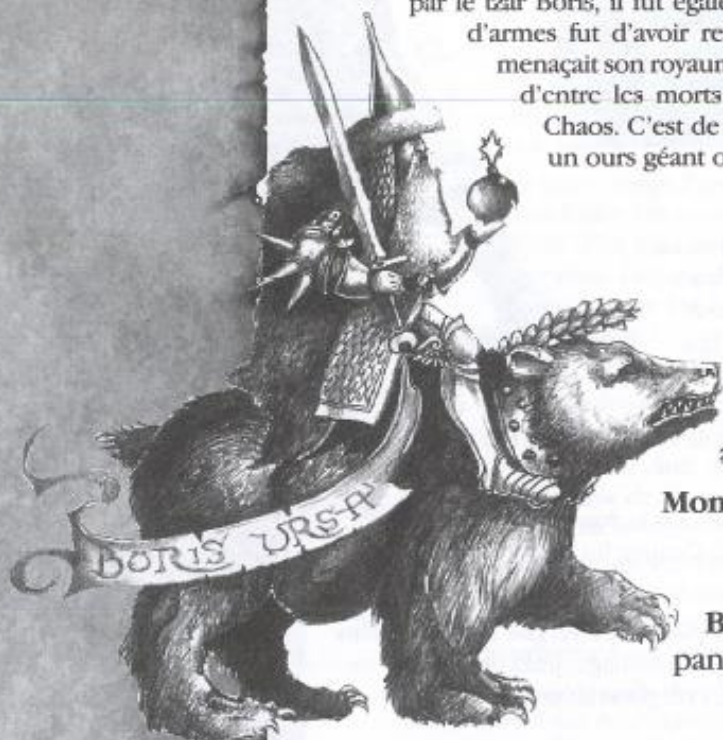 par le tzar Boris, il fut égale
d'armes fut d'avoir re
menaçait son royaum
d'entre les morts
Chaos. C'est de
un ours géant c
BORIS URSA
Mon
B
pan